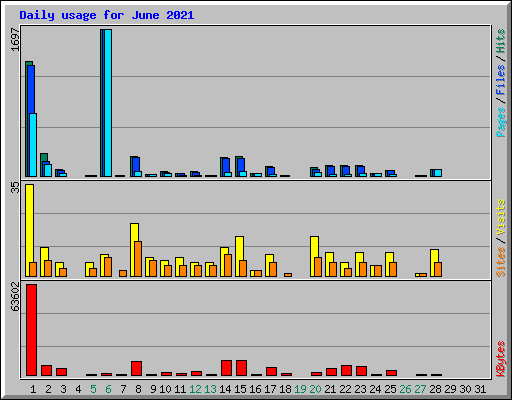 Daily usage for June 2021
1697
Pages / Files / Hits
35
Sites / Visits
63602
KBytes
1 2 3 4 5 6 7 8 9 10 11 12 13 14 15 16 17 18 19 20 21 22 23 24 25 26 27 28 29 30 31